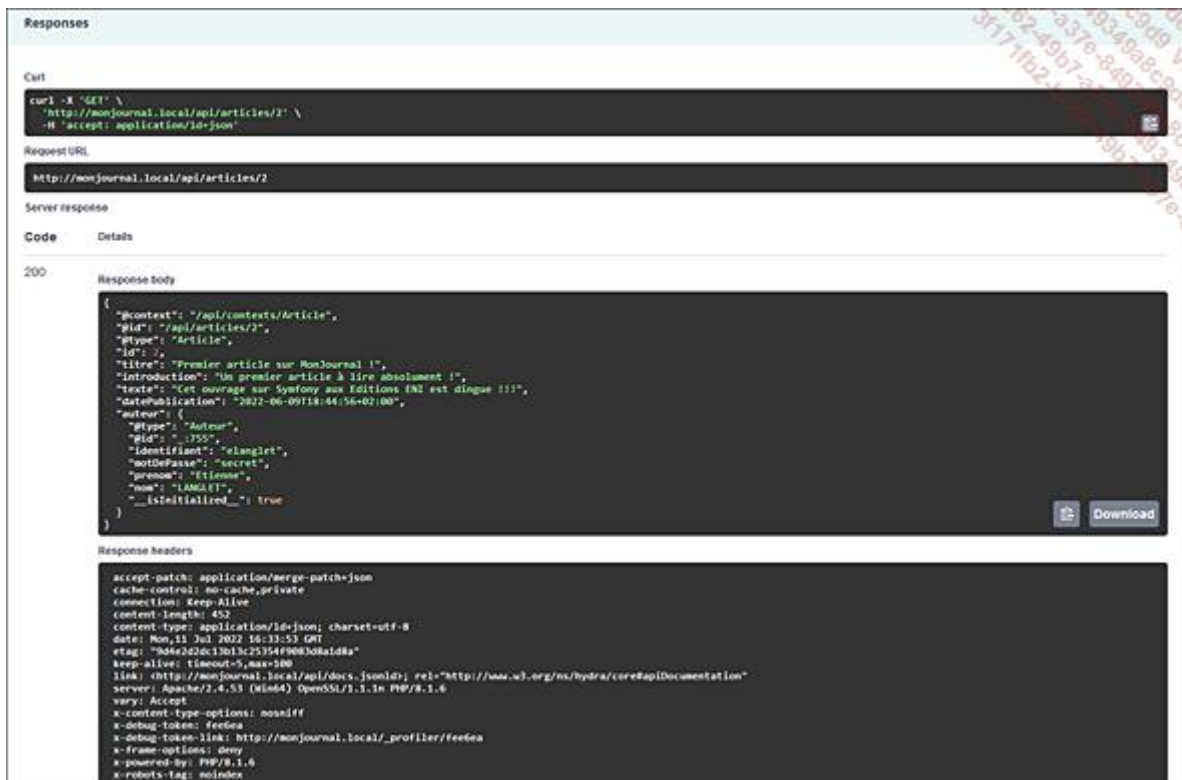 Responses
Curl
curl -X 'GET' \
'http://monjournal.local/api/articles/2' \
-H 'accept: application/ld+json'
Request URL
http://monjournal.local/api/articles/2
Server response
Code Details
200
Response body
{
"@context": "/api/contexts/Article",
"@id": "/api/articles/2",
"@type": "Article",
"id": 2,
"titre": "Premier article sur MonJournal !",
"introduction": "Un premier article à lire absolument !",
"texte": "Cet ouvrage sur Symfony aux Editions ENI est dingue !!!",
"datePublication": "2022-06-09T18:44:56+02:00",
"auteur": {
"@type": "Auteur",
"@id": "_:755",
"identifiant": "elanglet",
"motDePasse": "secret",
"prenom": "Etienne",
"nom": "LANGLET",
"__isInitialized__": true
}
}
Download
Response headers
accept-patch: application/merge-patch+json
cache-control: no-cache,private
connection: Keep-Alive
content-length: 452
content-type: application/ld+json; charset=utf-8
date: Mon,11 Jul 2022 16:33:53 GMT
etag: "9d4e2d2dc13b13c25354f9083d8a1d8a"
keep-alive: timeout=5,max=100
link: <http://monjournal.local/api/docs.jsonld>; rel="http://www.w3.org/ns/hydra/core#apiDocumentation"
server: Apache/2.4.53 (Win64) OpenSSL/1.1.1n PHP/8.1.6
vary: Accept
x-content-type-options: nosniff
x-debug-token: fee6ea
x-debug-token-link: http://monjournal.local/_profiler/fee6ea
x-frame-options: deny
x-powered-by: PHP/8.1.6
x-robots-tag: noindex